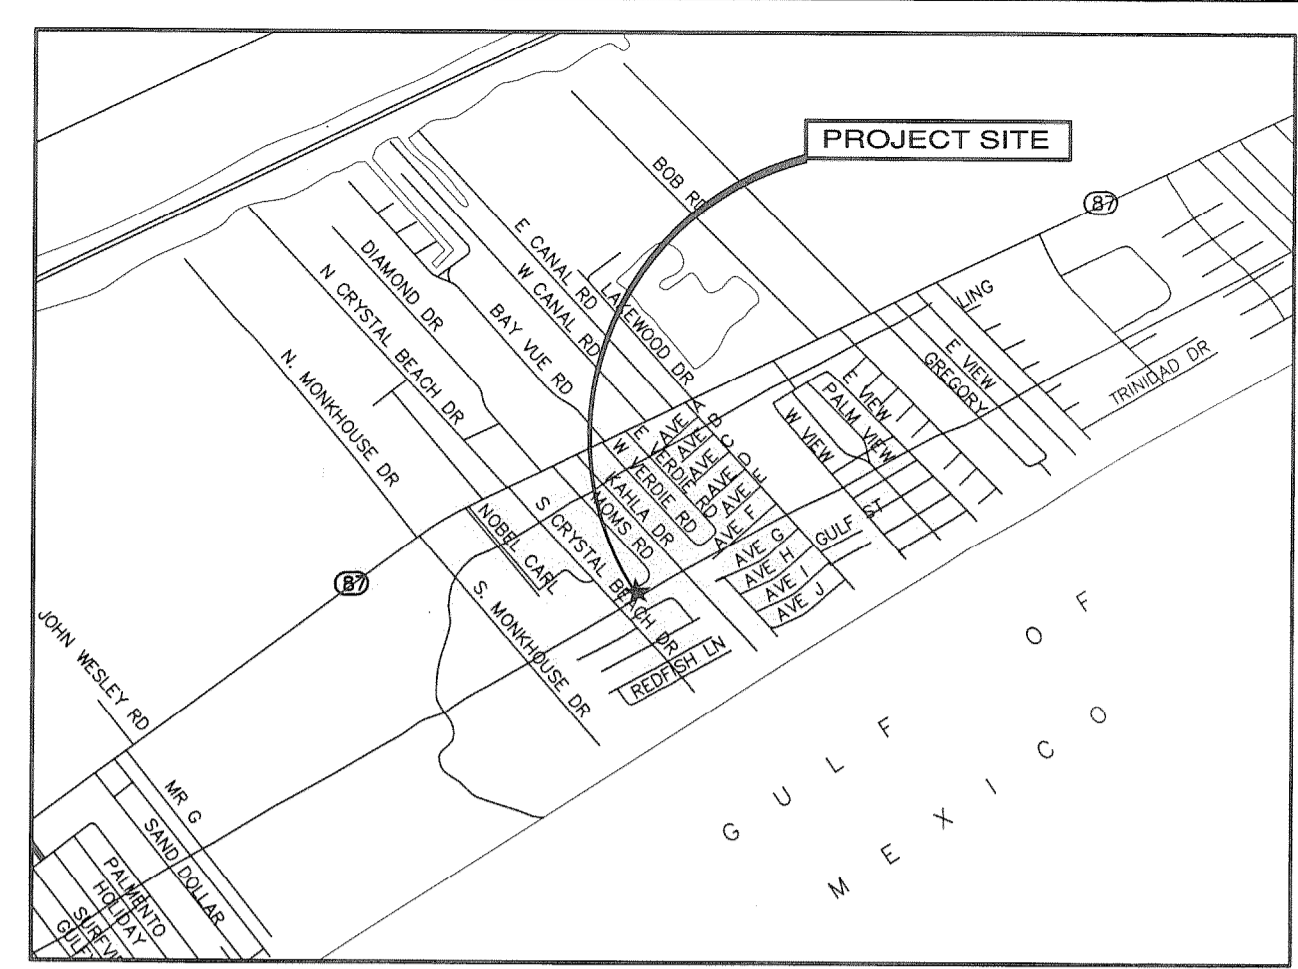 PROJECT SITE
BOB RD
87
E CANAL RD
W CANAL RD
LAKEWOOD DR
DIAMOND DR
N CRYSTAL BEACH DR
BAY VUE RD
N. MONKHOUSE DR
LING
E VIEW
GREGORY
TRINIDAD DR
E VIEW
PALM VIEW
W VIEW
AVE A
AVE B
AVE C
AVE D
AVE E
AVE F
E VERDIE RD
W VERDIE RD
KAHLA DR
MOMS RD
S CRYSTAL BEACH DR
NOBEL CARL
AVE G
AVE H
AVE I
AVE J
GULF ST
87
S. MONKHOUSE DR
REDFISH LN
JOHN WESLEY RD
MR G
SAND DOLLAR
PALMENTO
HOLIDAY
GULF OF
MEXICO